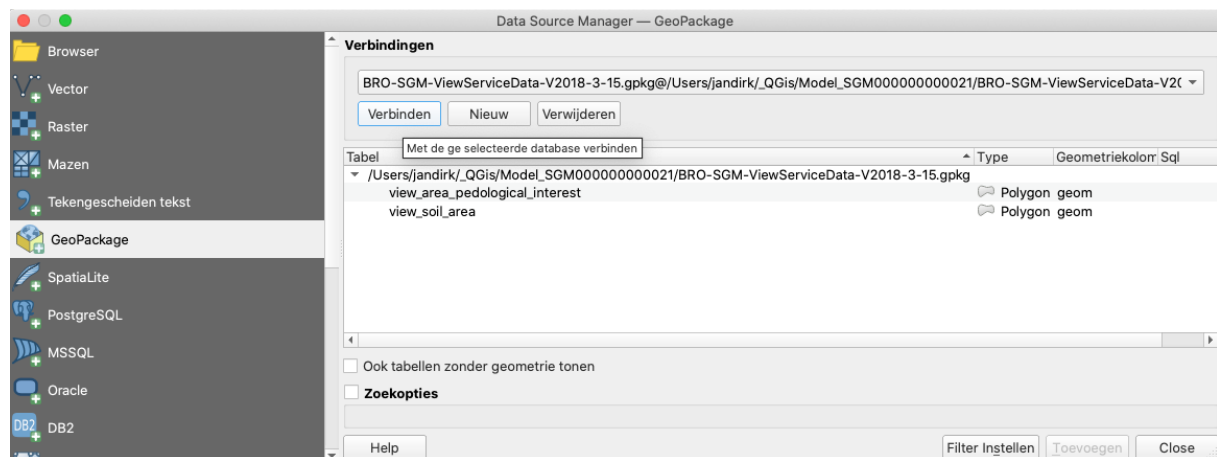 Data Source Manager — GeoPackage
Browser
Vector
Raster
Mazen
Tekengescheiden tekst
GeoPackage
SpatiaLite
PostgreSQL
MSSQL
Oracle
DB2
DB2
Verbindingen
BRO-SGM-ViewServiceData-V2018-3-15.gpkg@/Users/jandirk/_QGis/Model_SGM000000000021/BRO-SGM-ViewServiceData-V20
Verbinden Nieuw Verwijderen
Met de ge selecteerde database verbinden
Tabel Type Geometriekolom Sql
/Users/jandirk/_QGis/Model_SGM000000000021/BRO-SGM-ViewServiceData-V2018-3-15.gpkg
view_area_pedological_interest Polygon geom
view_soil_area Polygon geom
Ook tabellen zonder geometrie tonen
Zoekopties
Help Filter Instellen Toevoegen Close